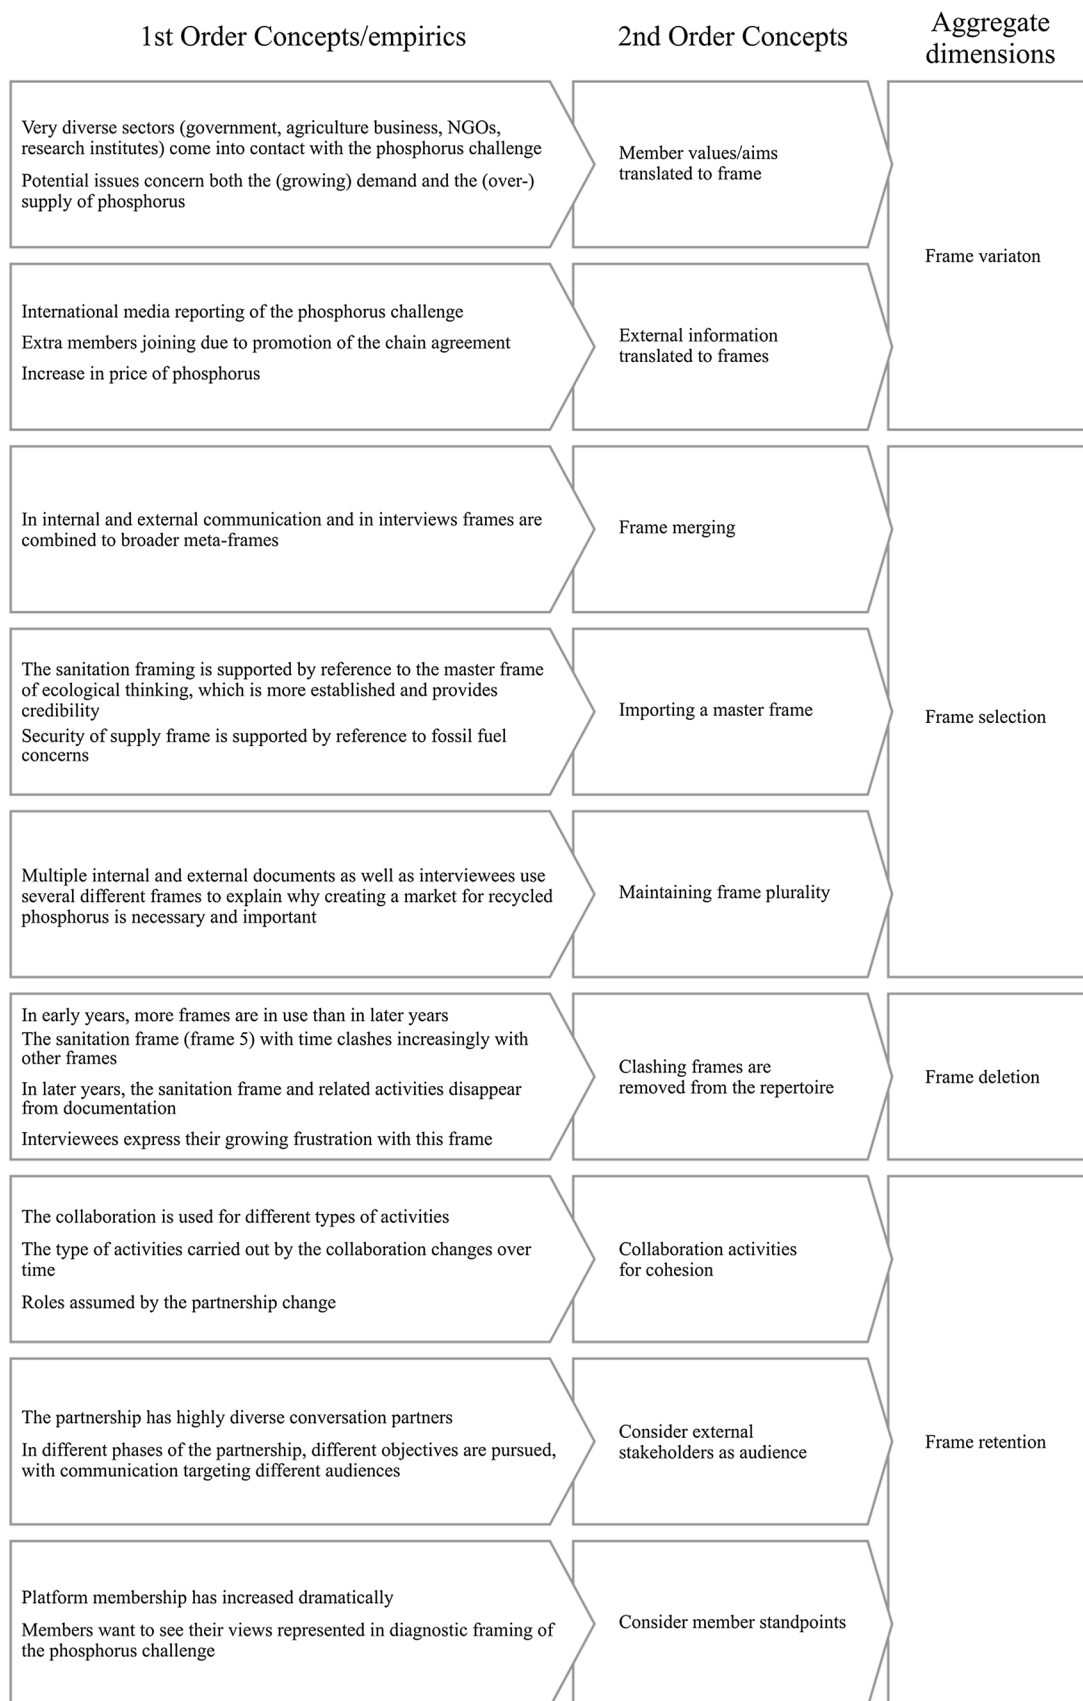 1st Order Concepts/empirics
2nd Order Concepts
Aggregate
dimensions
Very diverse sectors (government, agriculture business, NGOs,
research institutes) come into contact with the phosphorus challenge
Potential issues concern both the (growing) demand and the (over-)
supply of phosphorus
Member values/aims
translated to frame
Frame variaton
International media reporting of the phosphorus challenge
Extra members joining due to promotion of the chain agreement
Increase in price of phosphorus
External information
translated to frames
In internal and external communication and in interviews frames are
combined to broader meta-frames
Frame merging
The sanitation framing is supported by reference to the master frame
of ecological thinking, which is more established and provides
credibility
Security of supply frame is supported by reference to fossil fuel
concerns
Importing a master frame
Frame selection
Multiple internal and external documents as well as interviewees use
several different frames to explain why creating a market for recycled
phosphorus is necessary and important
Maintaining frame plurality
In early years, more frames are in use than in later years
The sanitation frame (frame 5) with time clashes increasingly with
other frames
In later years, the sanitation frame and related activities disappear
from documentation
Interviewees express their growing frustration with this frame
Clashing frames are
removed from the repertoire
Frame deletion
The collaboration is used for different types of activities
The type of activities carried out by the collaboration changes over
time
Roles assumed by the partnership change
Collaboration activities
for cohesion
The partnership has highly diverse conversation partners
In different phases of the partnership, different objectives are pursued,
with communication targeting different audiences
Consider external
stakeholders as audience
Frame retention
Platform membership has increased dramatically
Members want to see their views represented in diagnostic framing of
the phosphorus challenge
Consider member standpoints